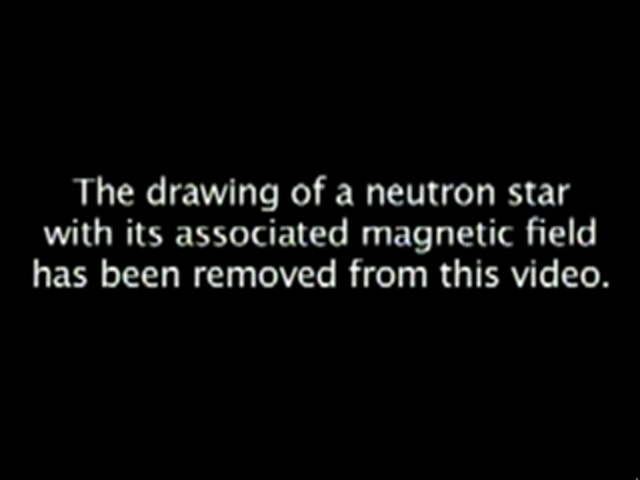 The drawing of a neutron star
with its associated magnetic field
has been removed from this video.